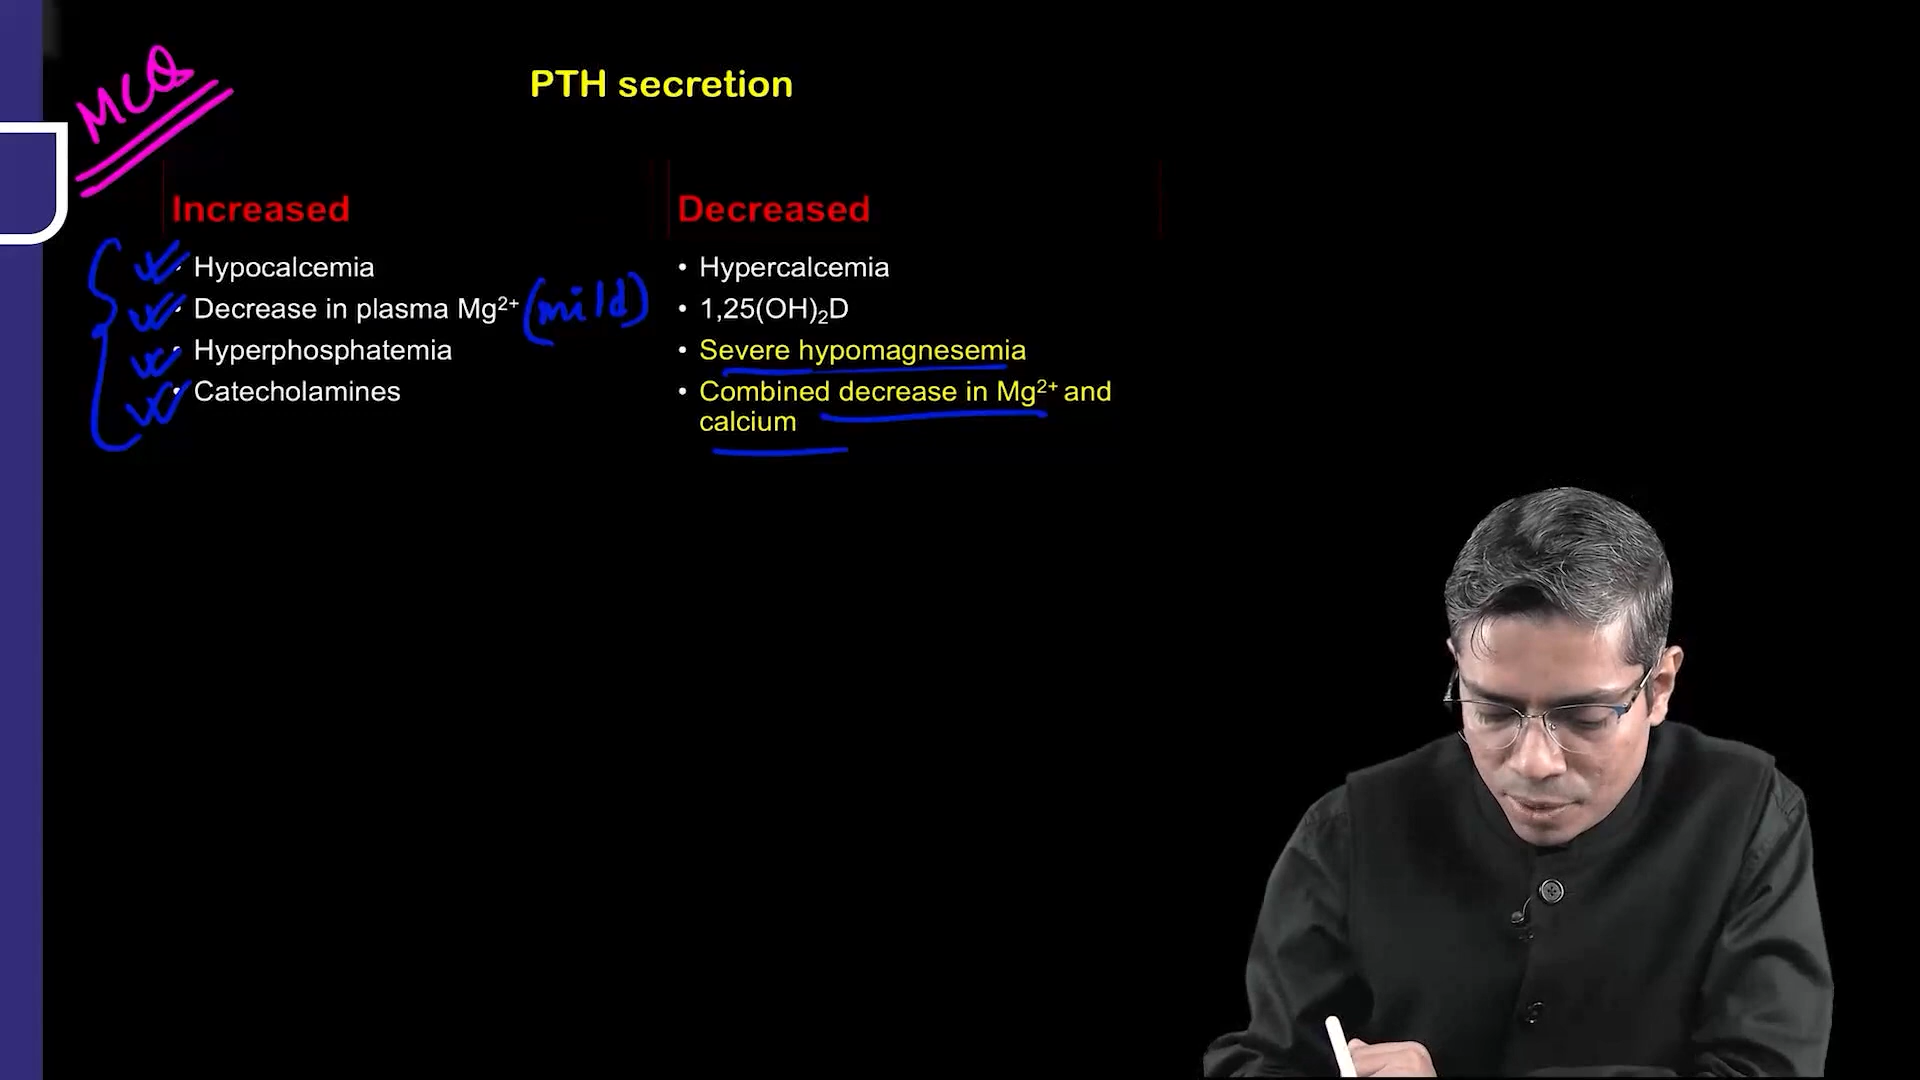 MCQ
PTH secretion
Increased
• Hypocalcemia
• Decrease in plasma Mg²⁺ (mild)
• Hyperphosphatemia
• Catecholamines
Decreased
• Hypercalcemia
• 1,25(OH)₂D
• Severe hypomagnesemia
• Combined decrease in Mg²⁺ and
calcium